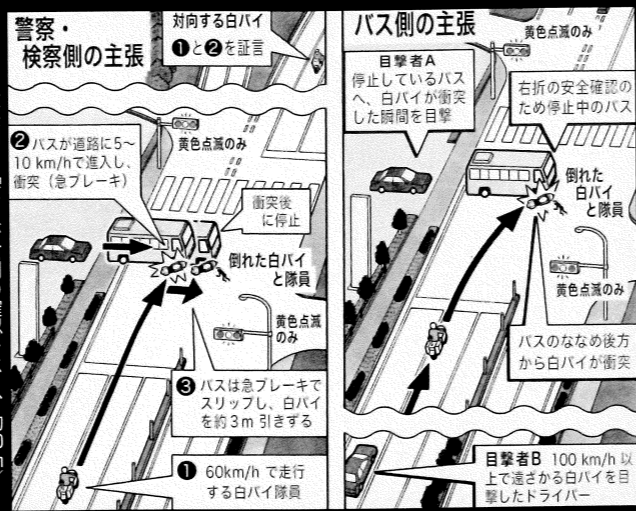 警察・
検察側の主張
対向する白バイ
❶と❷を証言
黄色点滅のみ
❷バスが道路に5〜
10 km/hで進入し、
衝突（急ブレーキ）
衝突後
に停止
倒れた白バイ
と隊員
黄色点滅
のみ
❸ バスは急ブレーキで
スリップし、白バイ
を約3m 引きずる
❶ 60km/h で走行
する白バイ隊員
バス側の主張
黄色点滅のみ
目撃者A
停止しているバス
へ、白バイが衝突
した瞬間を目撃
右折の安全確認の
ため停止中のバス
倒れた
白バイ
と隊員
黄色点滅のみ
バスのななめ後方
から白バイが衝突
目撃者B 100 km/h 以
上で遠ざかる白バイを目
撃したドライバー